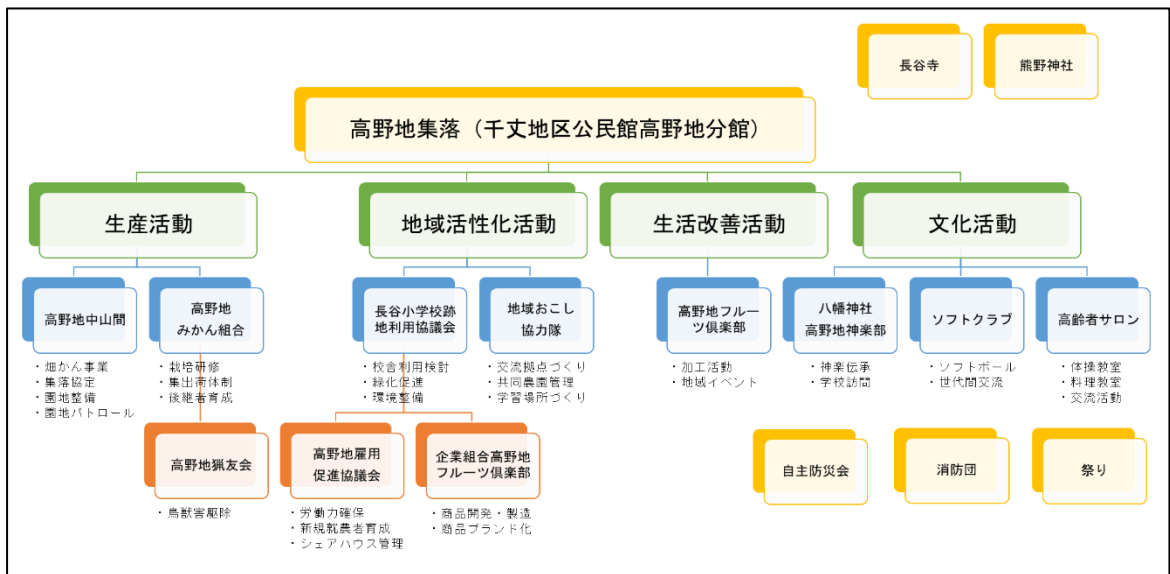 長谷寺
熊野神社
高野地集落（千丈地区公民館高野地分館）
生産活動
地域活性化活動
生活改善活動
文化活動
高野地中山間
・畑かん事業
・集落協定
・園地整備
・園地パトロール
高野地
みかん組合
・栽培研修
・集出荷体制
・後継者育成
長谷小学校跡
地利用協議会
・校舎利用検討
・緑化促進
・環境整備
地域おこし
協力隊
・交流拠点づくり
・共同農園管理
・学習場所づくり
高野地フルー
ツ倶楽部
・加工活動
・地域イベント
八幡神社
高野地神楽部
・神楽伝承
・学校訪問
ソフトクラブ
・ソフトボール
・世代間交流
高齢者サロン
・体操教室
・料理教室
・交流活動
高野地猟友会
・鳥獣害駆除
高野地雇用
促進協議会
・労働力確保
・新規就農者育成
・シェアハウス管理
企業組合高野地
フルーツ倶楽部
・商品開発・製造
・商品ブランド化
自主防災会
消防団
祭り